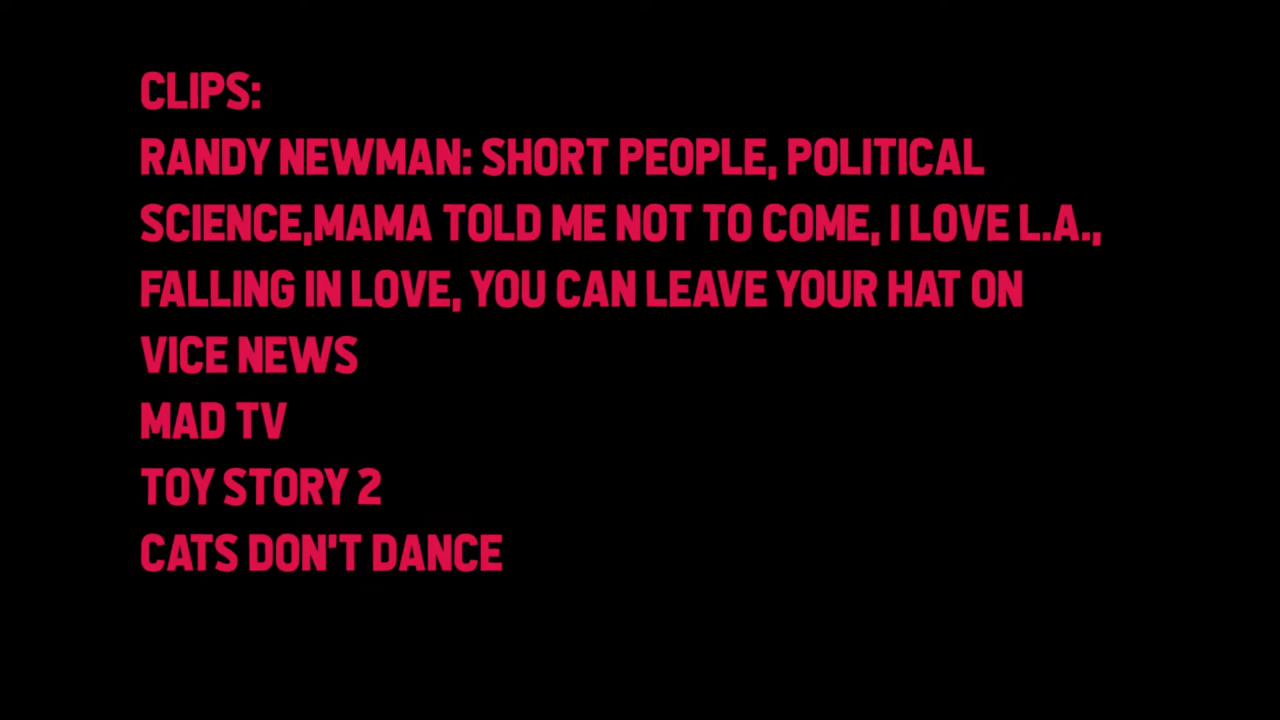 CLIPS:
RANDY NEWMAN: SHORT PEOPLE, POLITICAL
SCIENCE,MAMA TOLD ME NOT TO COME, I LOVE L.A.,
FALLING IN LOVE, YOU CAN LEAVE YOUR HAT ON
VICE NEWS
MAD TV
TOY STORY 2
CATS DON'T DANCE